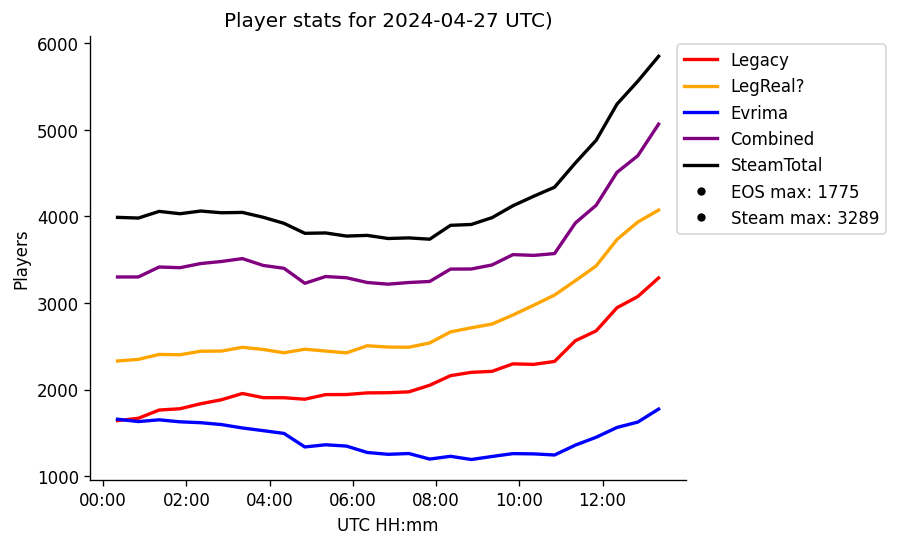 Player stats for 2024-04-27 UTC)
6000
5000
4000
3000
2000
1000
Players
00:00 02:00 04:00 06:00 08:00 10:00 12:00
UTC HH:mm
Legacy
LegReal?
Evrima
Combined
SteamTotal
EOS max: 1775
Steam max: 3289